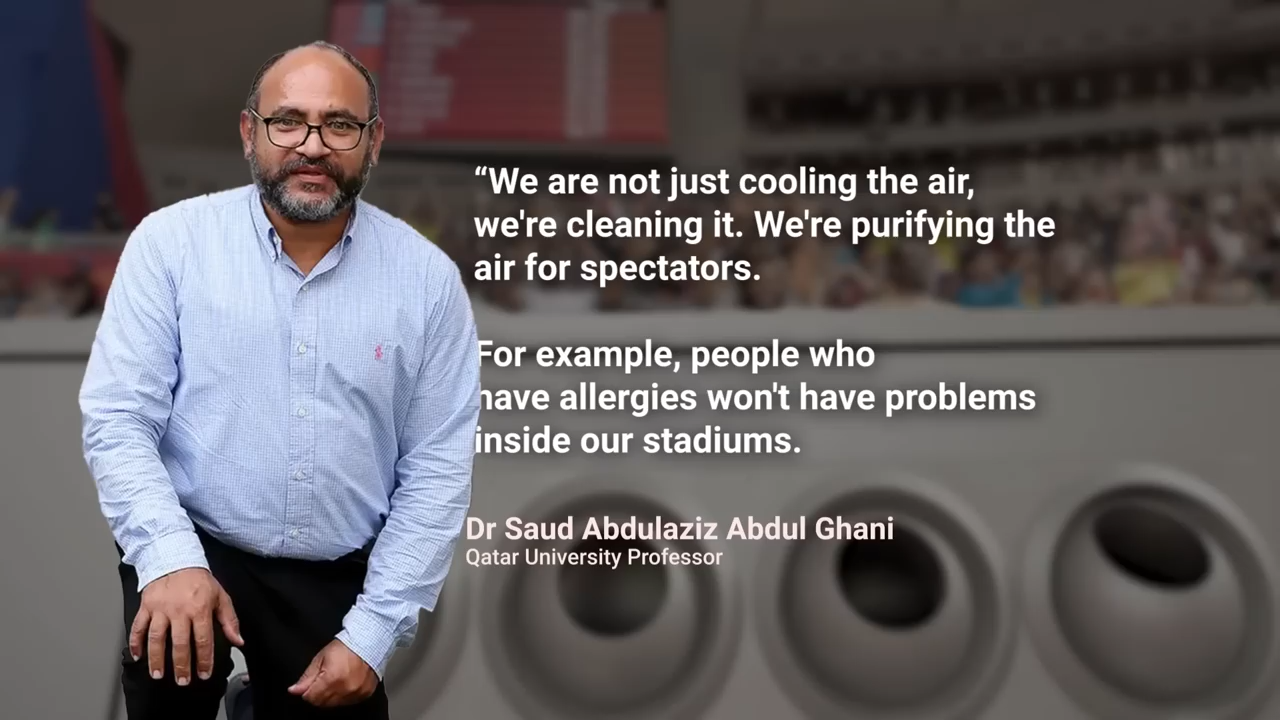 “We are not just cooling the air,
we're cleaning it. We're purifying the
air for spectators.
For example, people who
have allergies won't have problems
inside our stadiums.
Dr Saud Abdulaziz Abdul Ghani
Qatar University Professor